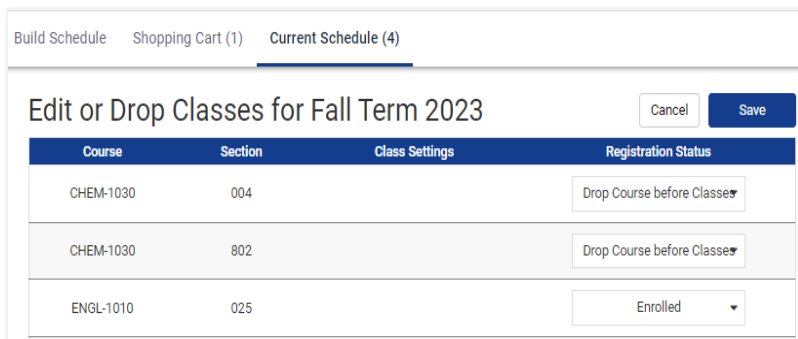 Build Schedule Shopping Cart (1) Current Schedule (4)
Edit or Drop Classes for Fall Term 2023 Cancel Save
Course Section Class Settings Registration Status
CHEM-1030 004 Drop Course before Classes
CHEM-1030 802 Drop Course before Classes
ENGL-1010 025 Enrolled